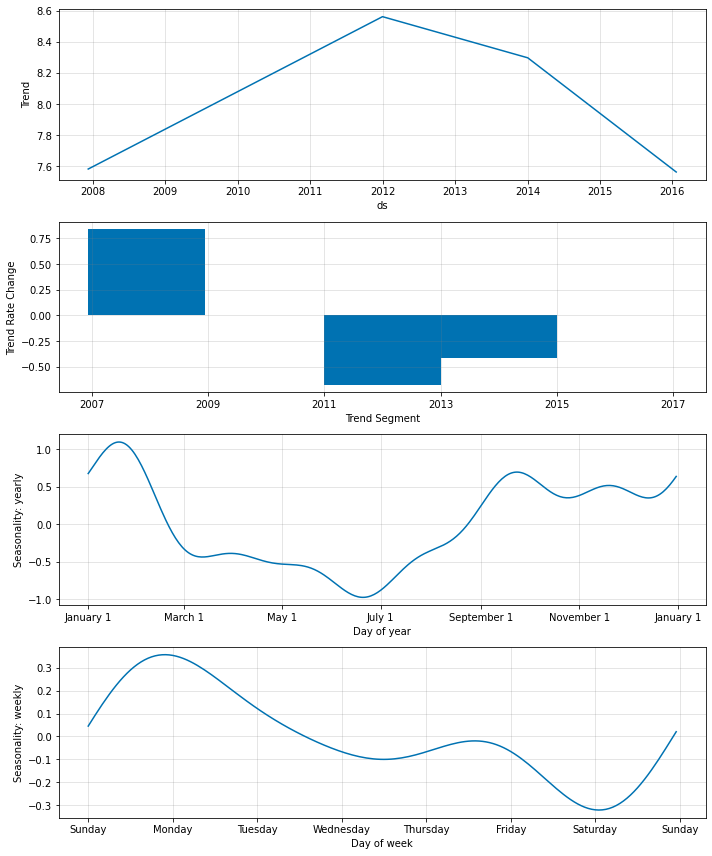 8.6
8.4
8.2
8.0
7.8
7.6
Trend
2008 2009 2010 2011 2012 2013 2014 2015 2016
ds
0.75
0.50
0.25
0.00
−0.25
−0.50
Trend Rate Change
2007 2009 2011 2013 2015 2017
Trend Segment
1.0
0.5
0.0
−0.5
−1.0
Seasonality: yearly
January 1 March 1 May 1 July 1 September 1 November 1 January 1
Day of year
0.3
0.2
0.1
0.0
−0.1
−0.2
−0.3
Seasonality: weekly
Sunday Monday Tuesday Wednesday Thursday Friday Saturday Sunday
Day of week